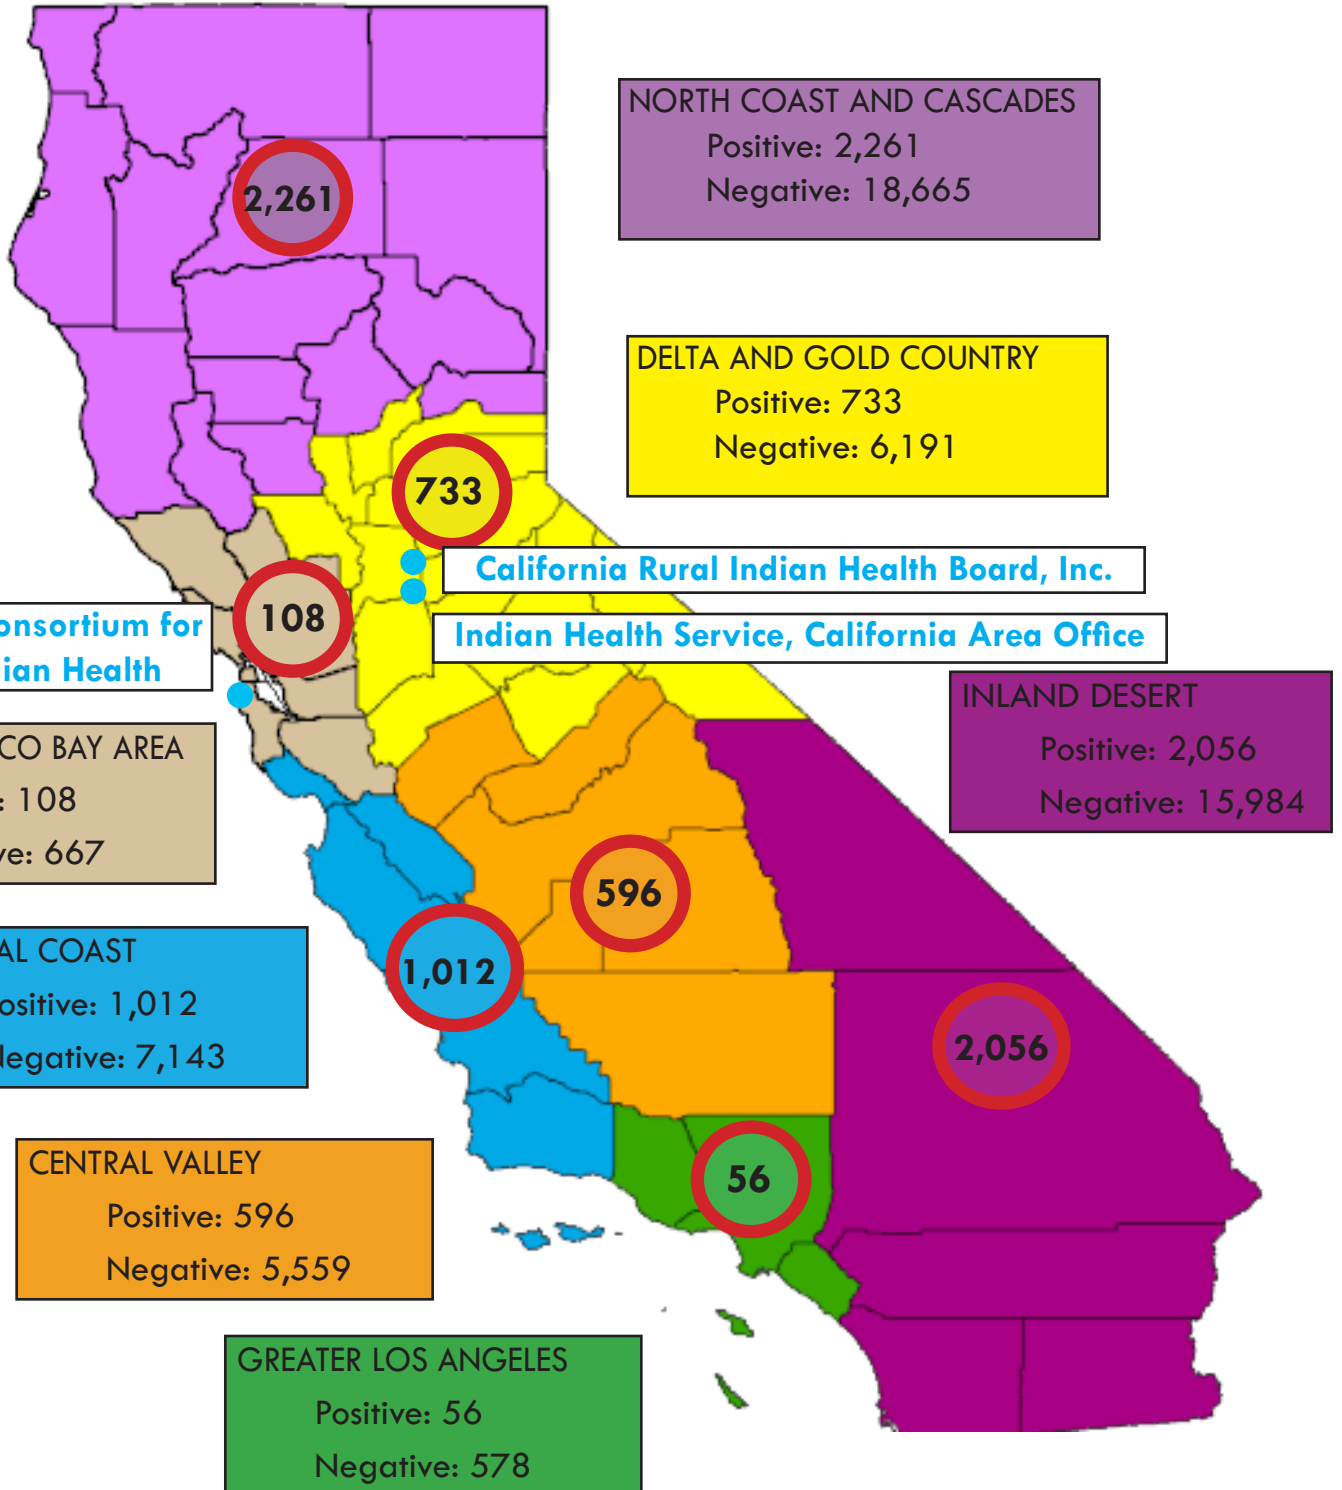 NORTH COAST AND CASCADES
Positive: 2,261
Negative: 18,665
2,261
DELTA AND GOLD COUNTRY
Positive: 733
Negative: 6,191
733
California Rural Indian Health Board, Inc.
Indian Health Service, California Area Office
108
onsortium for
ian Health
INLAND DESERT
Positive: 2,056
Negative: 15,984
CO BAY AREA
: 108
ve: 667
596
AL COAST
ositive: 1,012
Negative: 7,143
1,012
2,056
CENTRAL VALLEY
Positive: 596
Negative: 5,559
56
GREATER LOS ANGELES
Positive: 56
Negative: 578